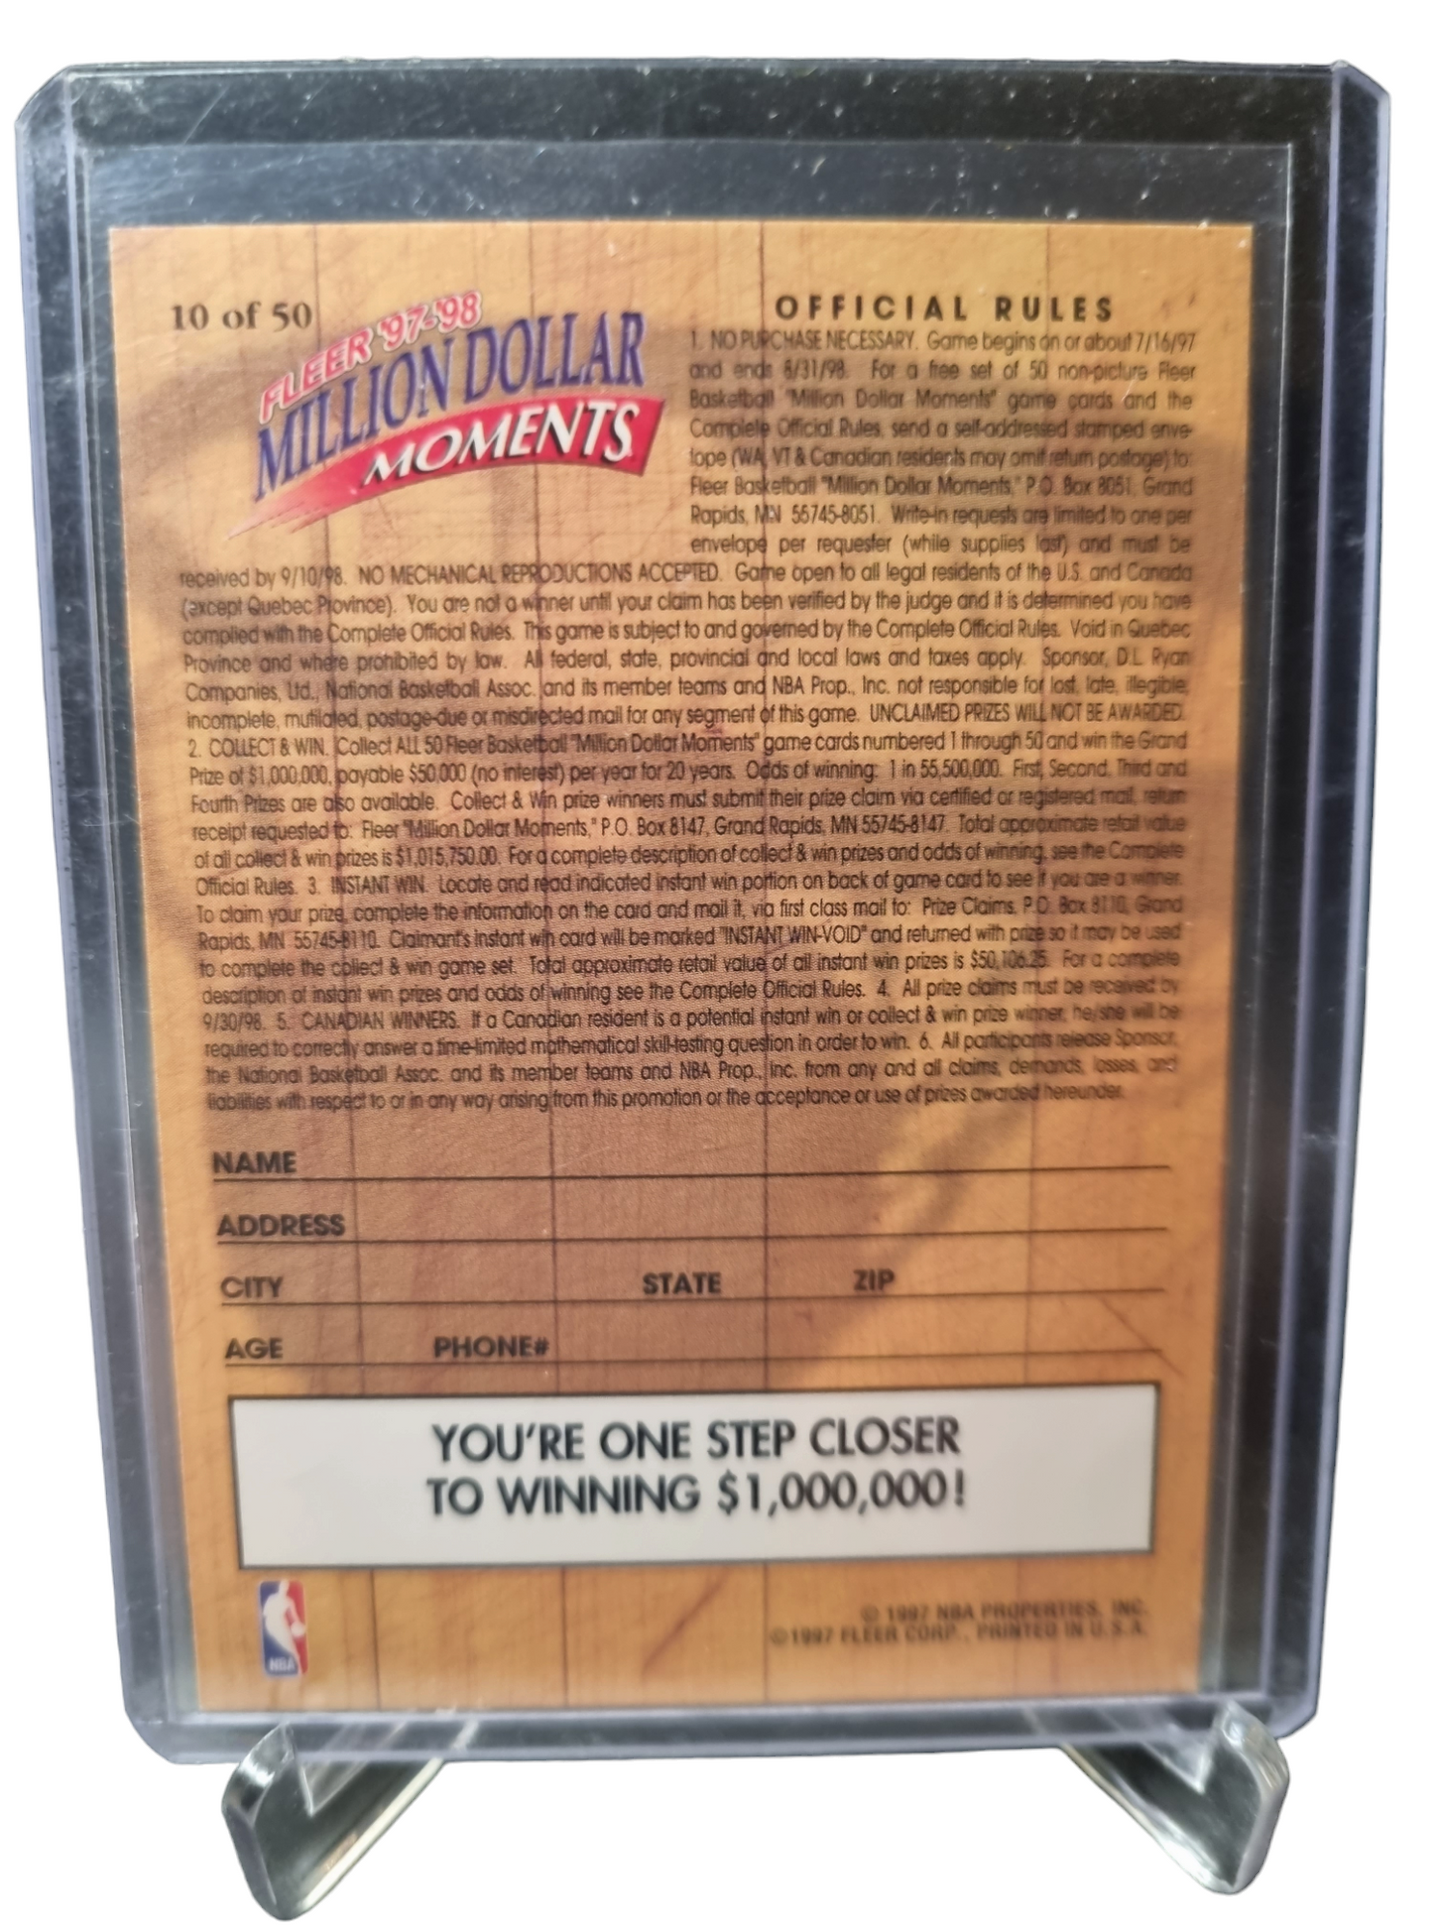 10 of 50
FLEER '97-'98
MILLION DOLLAR
MOMENTS
OFFICIAL RULES
1. NO PURCHASE NECESSARY. Game begins on or about 7/16/97
and ends 8/31/98. For a free set of 50 non-picture Fleer
Basketball "Million Dollar Moments" game cards and the
Complete Official Rules, send a self-addressed stamped enve-
lope (WA, VT & Canadian residents may omit return postage) to:
Fleer Basketball "Million Dollar Moments," P.O. Box 8051, Grand
Rapids, MN 55745-8051. Write-in requests are limited to one per
envelope per requester (while supplies last) and must be
received by 9/10/98. NO MECHANICAL REPRODUCTIONS ACCEPTED. Game open to all legal residents of the U.S. and Canada
(except Quebec Province). You are not a winner until your claim has been verified by the judge and it is determined you have
complied with the Complete Official Rules. This game is subject to and governed by the Complete Official Rules. Void in Quebec
Province and where prohibited by law. All federal, state, provincial and local laws and taxes apply. Sponsor, D.L. Ryan
Companies, Ltd., National Basketball Assoc. and its member teams and NBA Prop., Inc. not responsible for lost, late, illegible,
incomplete, mutilated, postage-due or misdirected mail for any segment of this game. UNCLAIMED PRIZES WILL NOT BE AWARDED.
2. COLLECT & WIN. Collect ALL 50 Fleer Basketball "Million Dollar Moments" game cards numbered 1 through 50 and win the Grand
Prize of $1,000,000, payable $50,000 (no interest) per year for 20 years. Odds of winning: 1 in 55,500,000. First, Second, Third and
Fourth Prizes are also available. Collect & Win prize winners must submit their prize claim via certified or registered mail, return
receipt requested to: Fleer "Million Dollar Moments," P.O. Box 8147, Grand Rapids, MN 55745-8147. Total approximate retail value
of all collect & win prizes is $1,015,750.00. For a complete description of collect & win prizes and odds of winning, see the Complete
Official Rules. 3. INSTANT WIN. Locate and read indicated instant win portion on back of game card to see if you are a winner.
To claim your prize, complete the information on the card and mail it, via first class mail to: Prize Claims, P.O. Box 8110, Grand
Rapids, MN 55745-8110. Claimant's instant win card will be marked "INSTANT WIN-VOID" and returned with prize so it may be used
to complete the collect & win game set. Total approximate retail value of all instant win prizes is $50,106.25. For a complete
description of instant win prizes and odds of winning see the Complete Official Rules. 4. All prize claims must be received by
9/30/98. 5. CANADIAN WINNERS. If a Canadian resident is a potential instant win or collect & win prize winner, he/she will be
required to correctly answer a time-limited mathematical skill-testing question in order to win. 6. All participants release Sponsor,
the National Basketball Assoc. and its member teams and NBA Prop., Inc. from any and all claims, demands, losses, and
liabilities with respect to or in any way arising from this promotion or the acceptance or use of prizes awarded hereunder.
NAME
ADDRESS
CITY STATE ZIP
AGE PHONE#
YOU'RE ONE STEP CLOSER
TO WINNING $1,000,000!
NBA
© 1997 NBA PROPERTIES, INC.
©1997 FLEER CORP., PRINTED IN U.S.A.